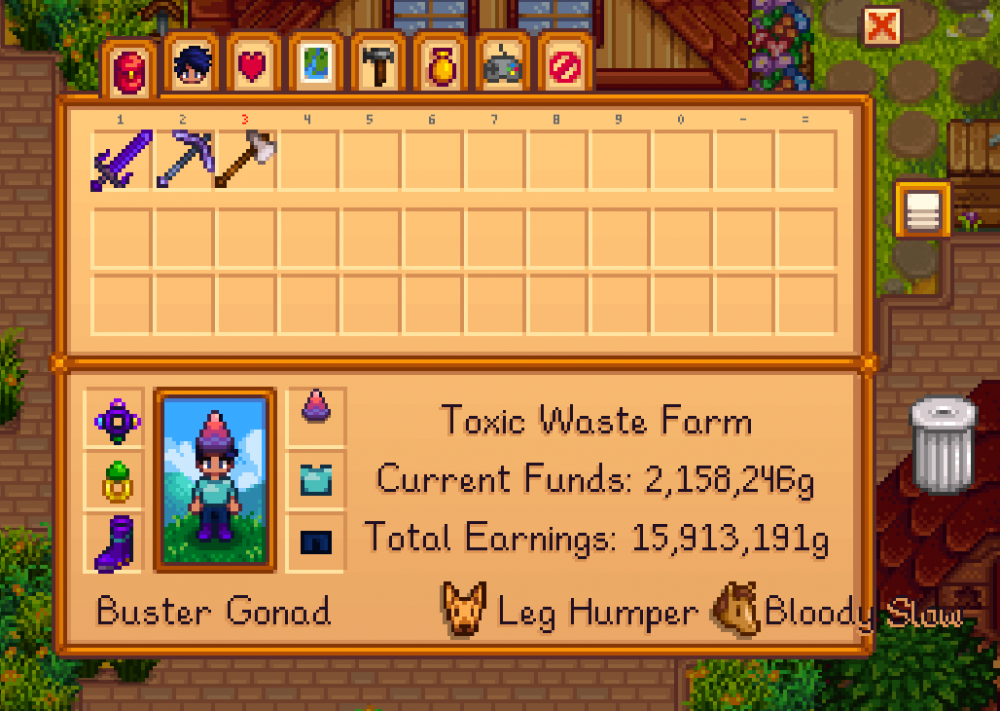 1 2 3 4 5 6 7 8 9 0 - =
Toxic Waste Farm
Current Funds: 2,158,246g
Total Earnings: 15,913,191g
Buster Gonad Leg Humper Bloody Slow